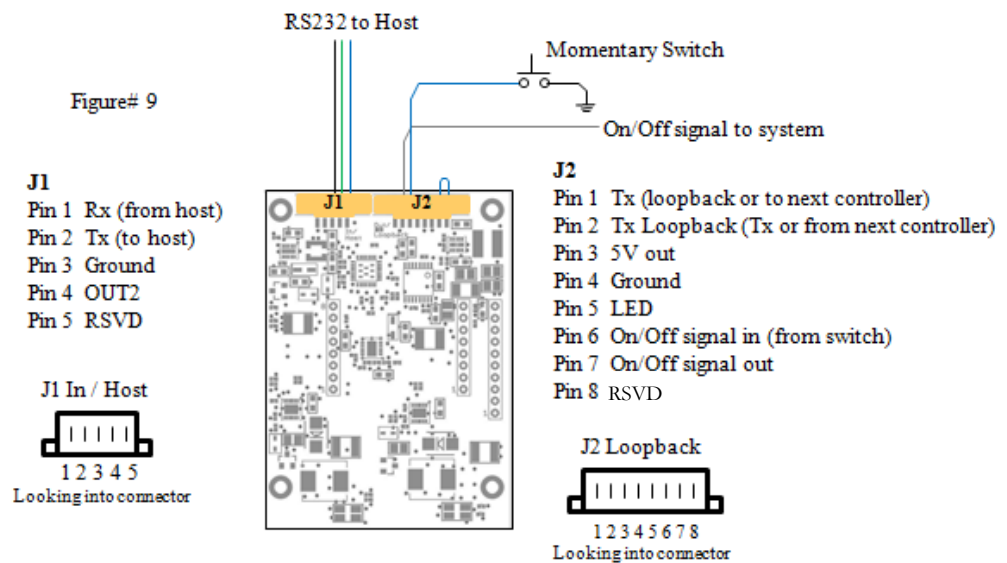 RS232 to Host
Momentary Switch
Figure# 9
On/Off signal to system
J1
Pin 1 Rx (from host)
Pin 2 Tx (to host)
Pin 3 Ground
Pin 4 OUT2
Pin 5 RSVD
J1 In / Host
1 2 3 4 5
Looking into connector
J1
J2
J2
Pin 1 Tx (loopback or to next controller)
Pin 2 Tx Loopback (Tx or from next controller)
Pin 3 5V out
Pin 4 Ground
Pin 5 LED
Pin 6 On/Off signal in (from switch)
Pin 7 On/Off signal out
Pin 8 RSVD
J2 Loopback
1 2 3 4 5 6 7 8
Looking into connector